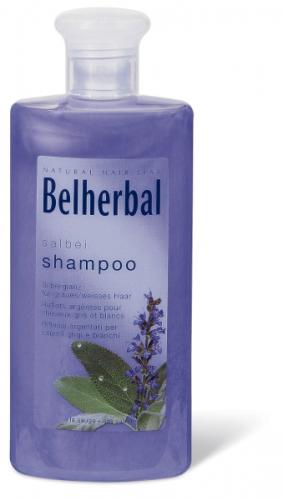 NATURAL HAIR CARE
Belherbal
salbei
shampoo
Silberglanz
für graues/weisses Haar
Reflets argentés pour
cheveux gris et blancs
Riflessi argentati per
capelli grigi e bianchi